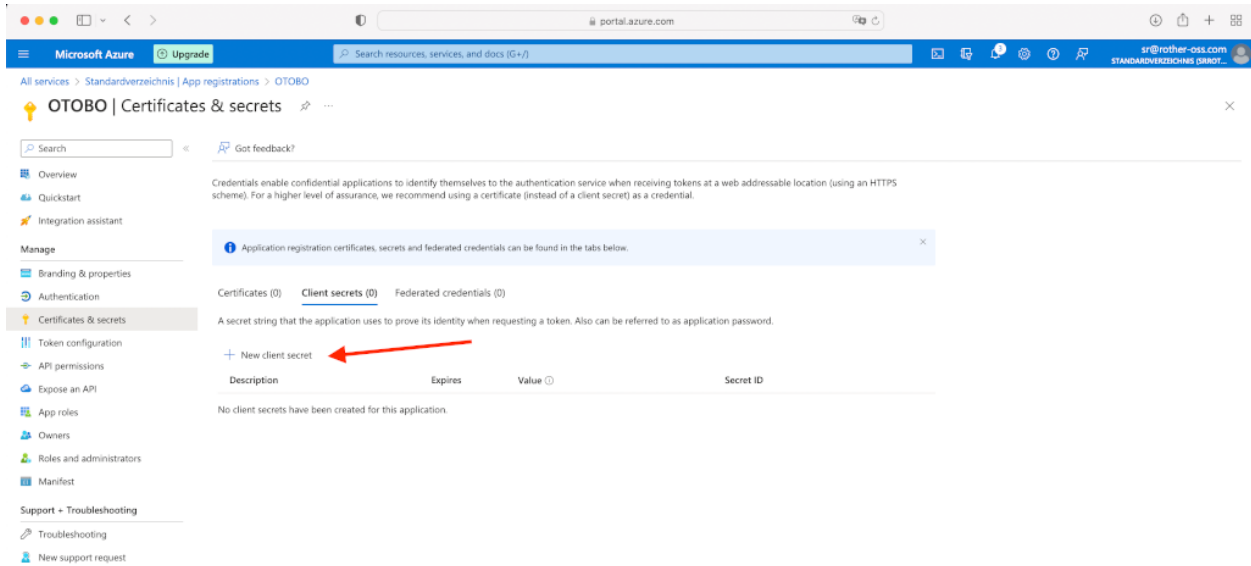 portal.azure.com
Microsoft Azure
Upgrade
Search resources, services, and docs (G+/)
1
sr@rother-oss.com
STANDARDVERZEICHNIS (SRROT...
All services > Standardverzeichnis | App registrations > OTOBO
OTOBO | Certificates & secrets
Search
Got feedback?
Overview
Quickstart
Integration assistant
Manage
Branding & properties
Authentication
Certificates & secrets
Token configuration
API permissions
Expose an API
App roles
Owners
Roles and administrators
Manifest
Support + Troubleshooting
Troubleshooting
New support request
Credentials enable confidential applications to identify themselves to the authentication service when receiving tokens at a web addressable location (using an HTTPS
scheme). For a higher level of assurance, we recommend using a certificate (instead of a client secret) as a credential.
Application registration certificates, secrets and federated credentials can be found in the tabs below.
Certificates (0) Client secrets (0) Federated credentials (0)
A secret string that the application uses to prove its identity when requesting a token. Also can be referred to as application password.
New client secret
Description Expires Value Secret ID
No client secrets have been created for this application.